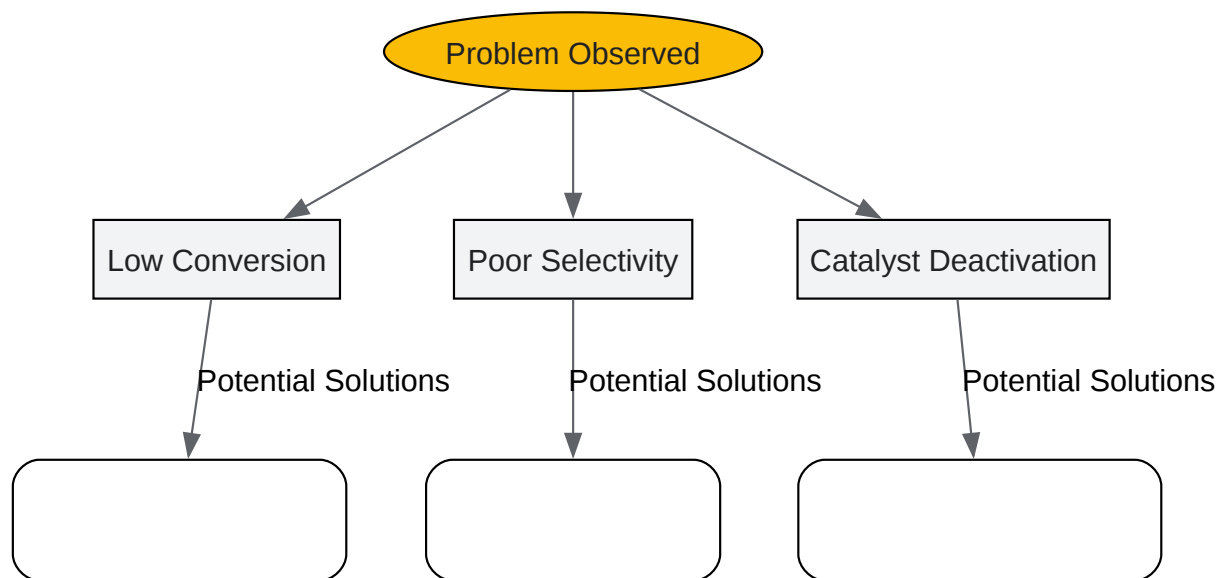 Problem Observed
Low Conversion
Poor Selectivity
Catalyst Deactivation
Potential Solutions
Potential Solutions
Potential Solutions